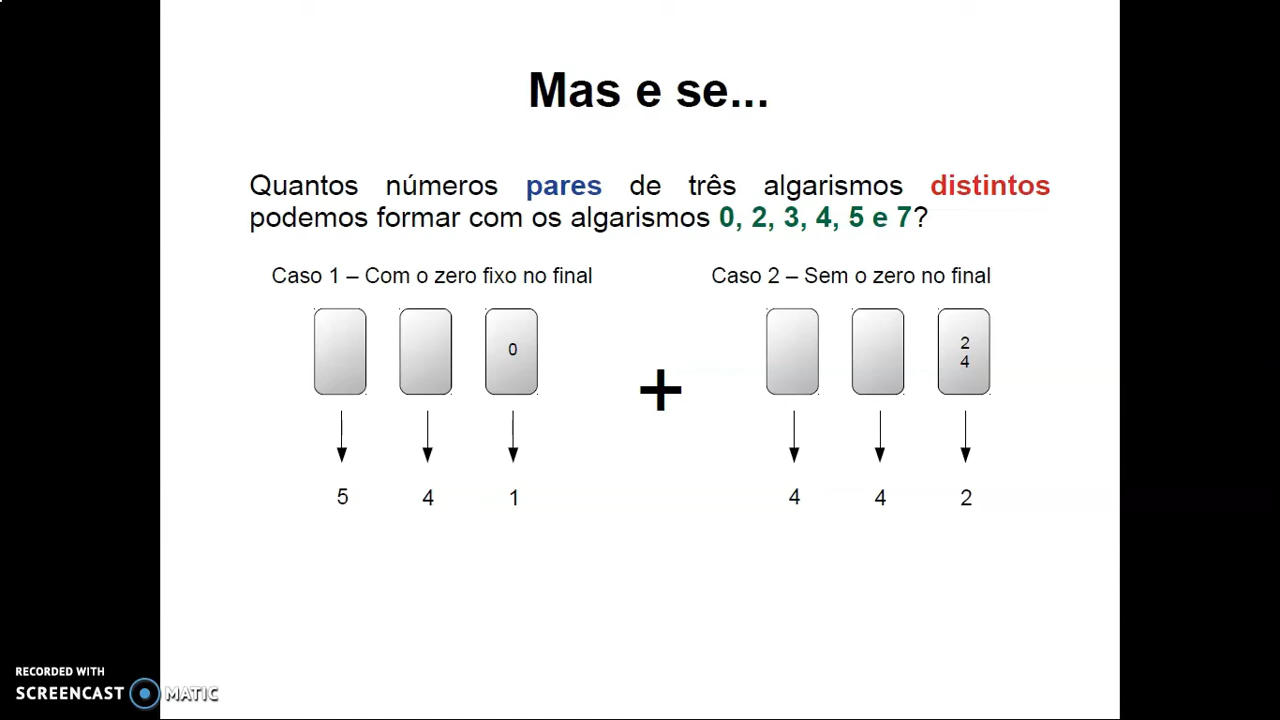 Mas e se...
Quantos números pares de três algarismos distintos
podemos formar com os algarismos 0, 2, 3, 4, 5 e 7?
Caso 1 – Com o zero fixo no final
0
5 4 1
+
Caso 2 – Sem o zero no final
2
4
4 4 2
RECORDED WITH
SCREENCAST MATIC